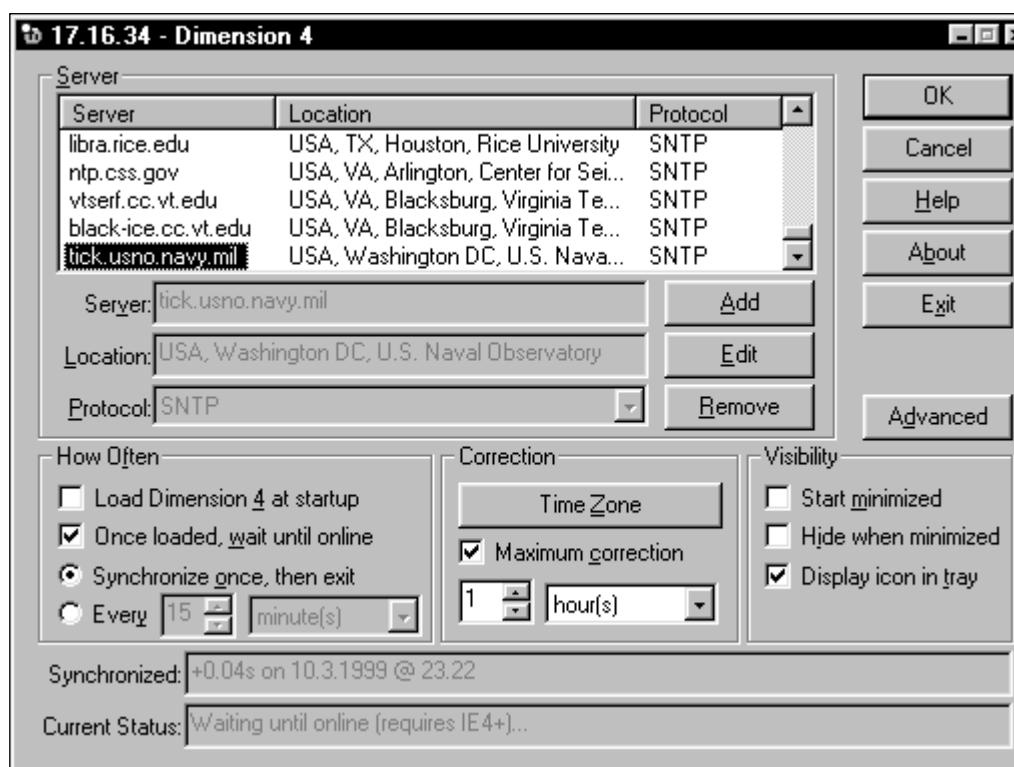 17.16.34 - Dimension 4
Server
Server Location Protocol
libra.rice.edu USA, TX, Houston, Rice University SNTP
ntp.css.gov USA, VA, Arlington, Center for Sei... SNTP
vtserf.cc.vt.edu USA, VA, Blacksburg, Virginia Te... SNTP
black-ice.cc.vt.edu USA, VA, Blacksburg, Virginia Te... SNTP
tick.usno.navy.mil USA, Washington DC, U.S. Nava... SNTP
Server: tick.usno.navy.mil Add
Location: USA, Washington DC, U.S. Naval Observatory Edit
Protocol: SNTP Remove
OK
Cancel
Help
About
Exit
Advanced
How Often
Load Dimension 4 at startup
Once loaded, wait until online
Synchronize once, then exit
Every 15 minute(s)
Correction
Time Zone
Maximum correction
1 hour(s)
Visibility
Start minimized
Hide when minimized
Display icon in tray
Synchronized: +0.04s on 10.3.1999 @ 23.22
Current Status: Waiting until online (requires IE4+)...